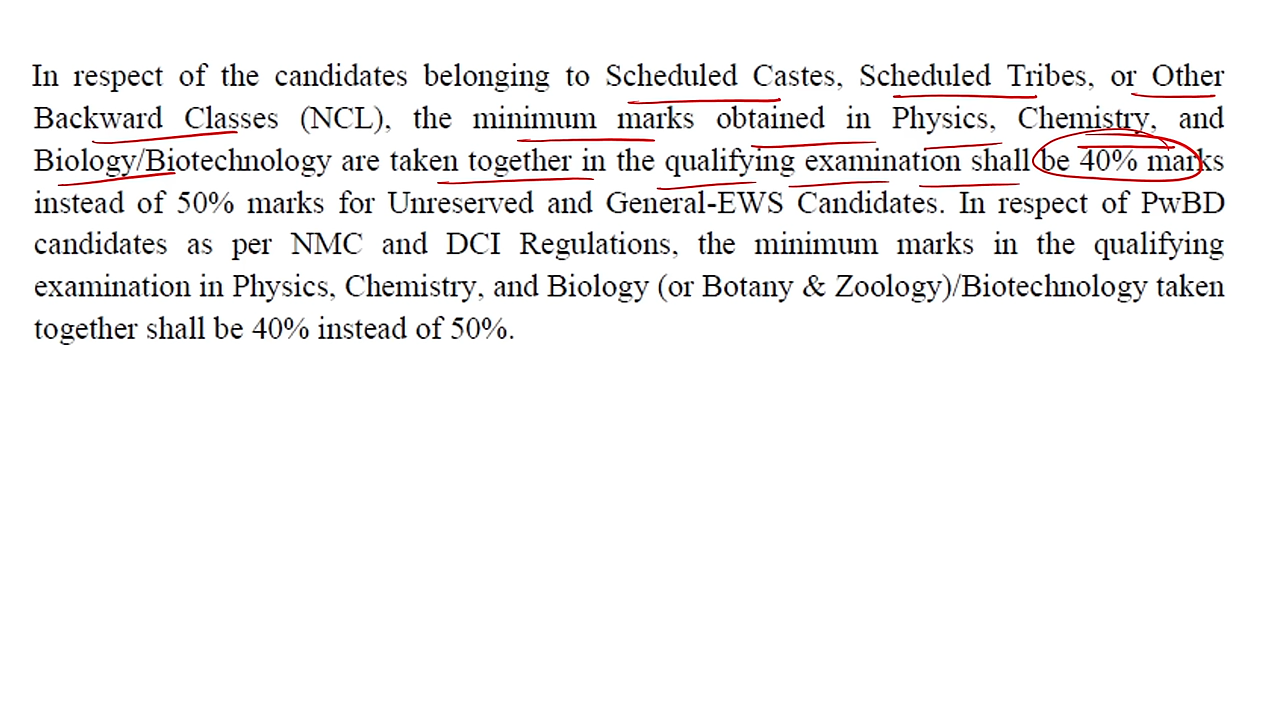 In respect of the candidates belonging to Scheduled Castes, Scheduled Tribes, or Other
Backward Classes (NCL), the minimum marks obtained in Physics, Chemistry, and
Biology/Biotechnology are taken together in the qualifying examination shall be 40% marks
instead of 50% marks for Unreserved and General-EWS Candidates. In respect of PwBD
candidates as per NMC and DCI Regulations, the minimum marks in the qualifying
examination in Physics, Chemistry, and Biology (or Botany & Zoology)/Biotechnology taken
together shall be 40% instead of 50%.